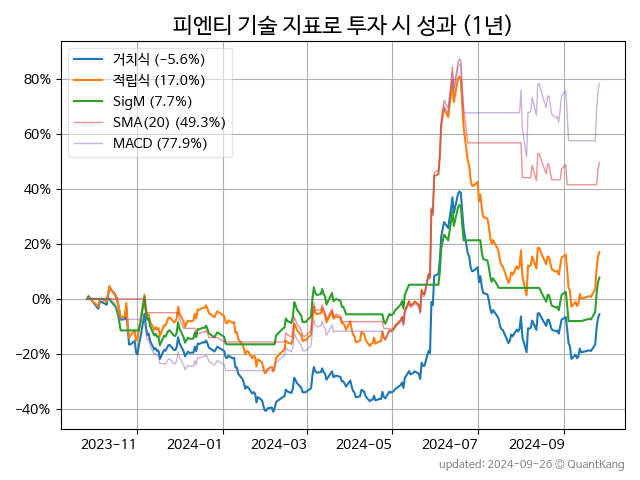 피엔티 기술 지표로 투자 시 성과 (1년)
거치식 (−5.6%)
적립식 (17.0%)
SigM (7.7%)
SMA(20) (49.3%)
MACD (77.9%)
80%
60%
40%
20%
0%
−20%
−40%
2023-11
2024-01
2024-03
2024-05
2024-07
2024-09
updated: 2024-09-26 © QuantKang